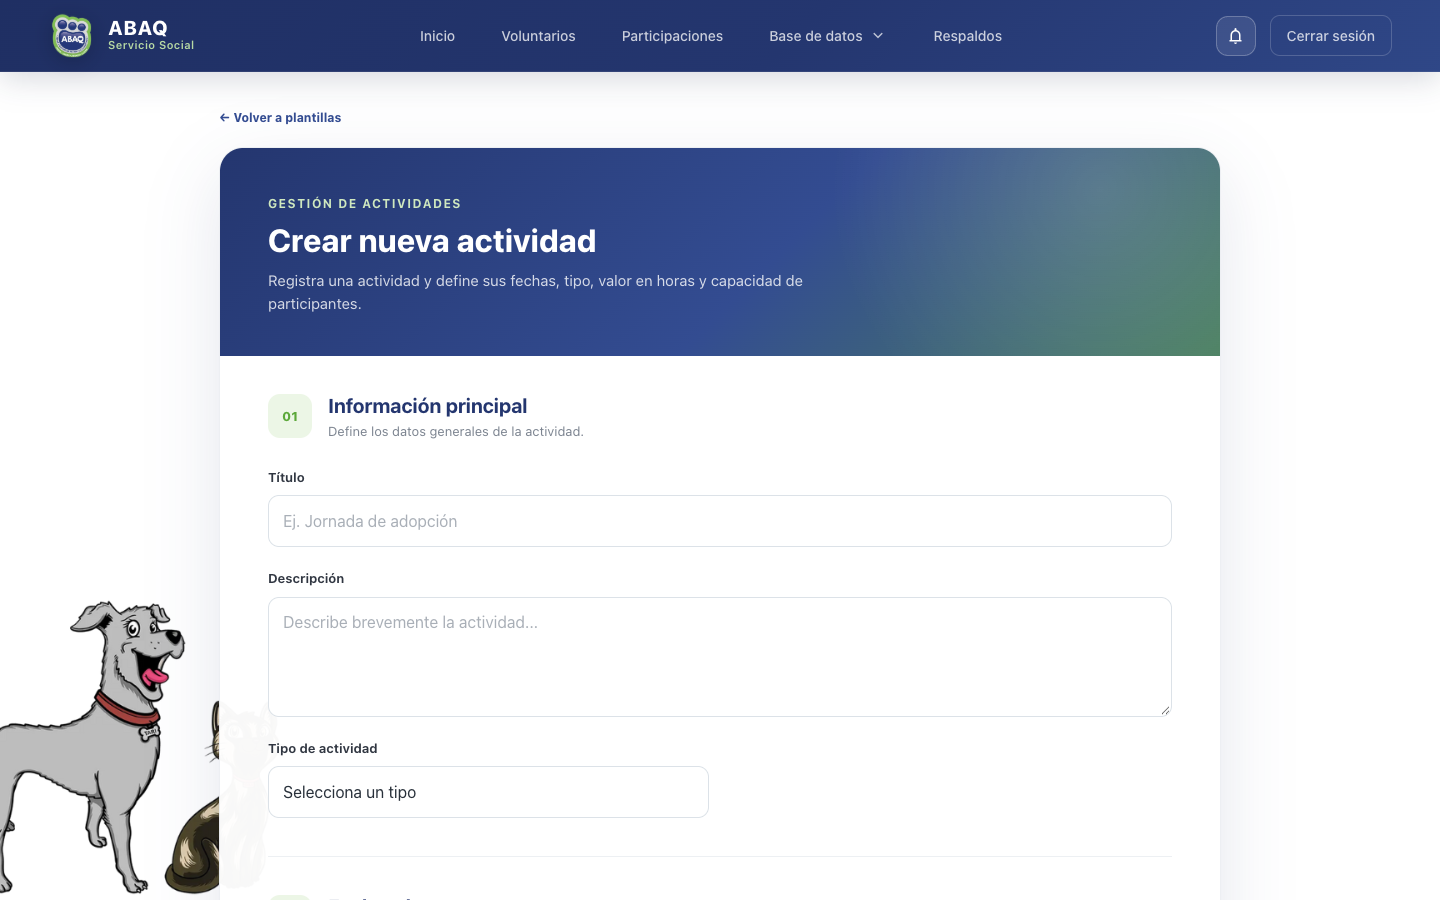 ABAQ
ABAQ
Servicio Social
Inicio
Voluntarios
Participaciones
Base de datos
Respaldos
Cerrar sesión
← Volver a plantillas
GESTIÓN DE ACTIVIDADES
Crear nueva actividad
Registra una actividad y define sus fechas, tipo, valor en horas y capacidad de
participantes.
01
Información principal
Define los datos generales de la actividad.
Título
Ej. Jornada de adopción
Descripción
Describe brevemente la actividad...
Tipo de actividad
Selecciona un tipo